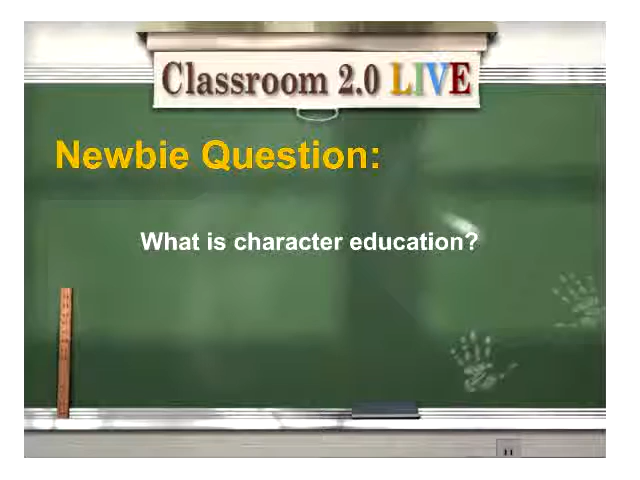 Classroom 2.0 LIVE
Newbie Question:
What is character education?